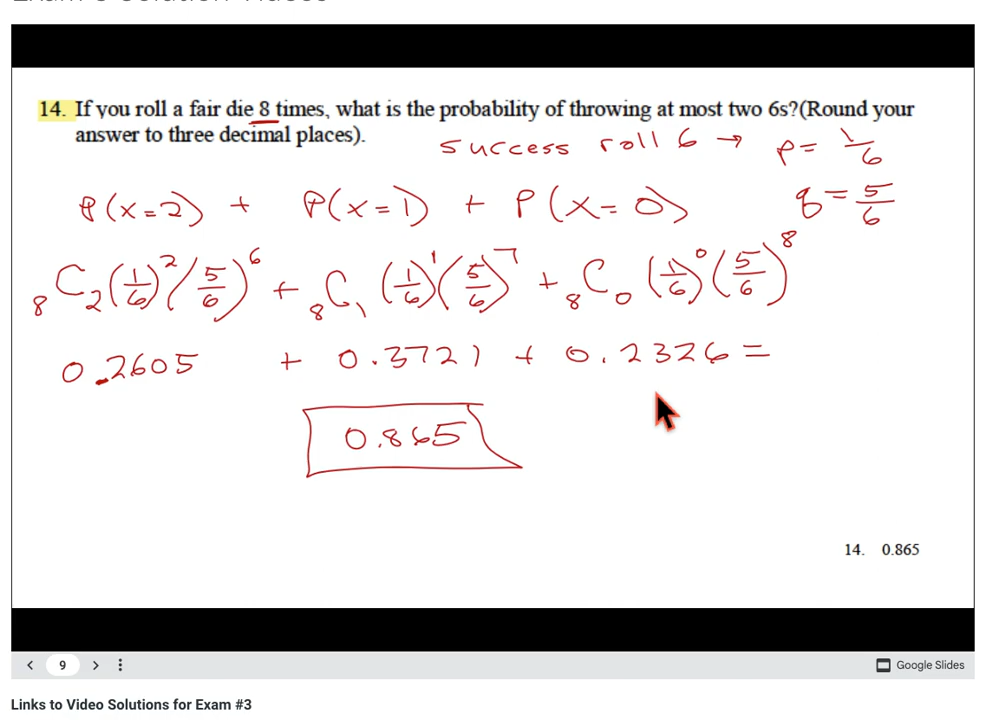 14. If you roll a fair die 8 times, what is the probability of throwing at most two 6s?(Round your
answer to three decimal places).
success roll 6 → p = 1/6
P(x=2) + P(x=1) + P(x=0) q = 5/6
₈C₂(1/6)²(5/6)⁶ + ₈C₁(1/6)¹(5/6)⁷ + ₈C₀(1/6)⁰(5/6)⁸
0.2605 + 0.3721 + 0.2326 =
0.865
14. 0.865
9
Google Slides
Links to Video Solutions for Exam #3